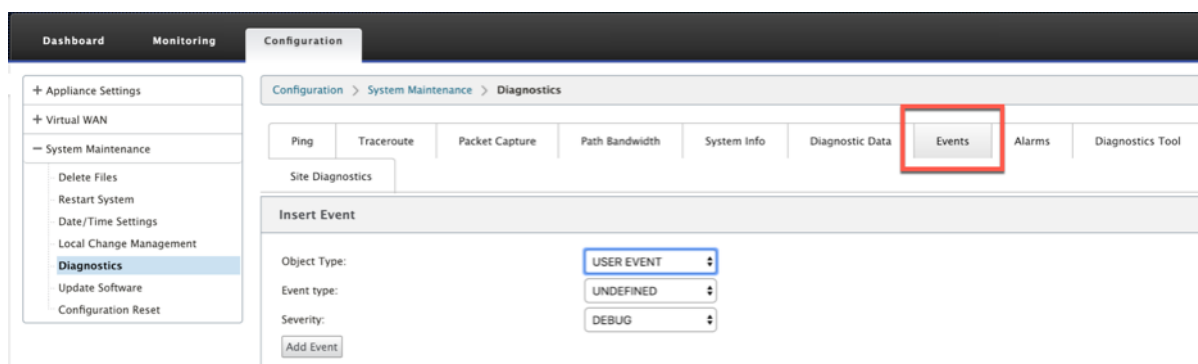 Dashboard Monitoring Configuration
+ Appliance Settings
+ Virtual WAN
− System Maintenance
Delete Files
Restart System
Date/Time Settings
Local Change Management
Diagnostics
Update Software
Configuration Reset
Configuration > System Maintenance > Diagnostics
Ping Traceroute Packet Capture Path Bandwidth System Info Diagnostic Data Events Alarms Diagnostics Tool
Site Diagnostics
Insert Event
Object Type: USER EVENT
Event type: UNDEFINED
Severity: DEBUG
Add Event